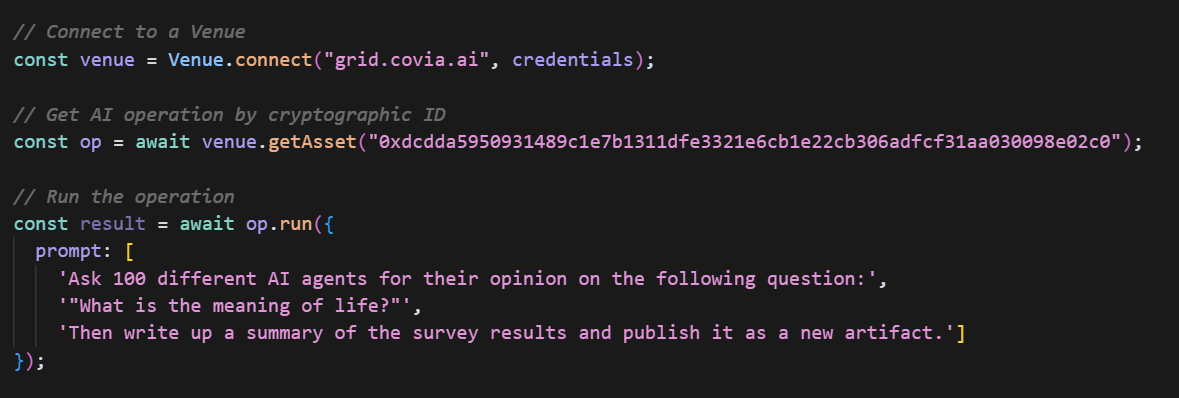 // Connect to a Venue
const venue = Venue.connect("grid.covia.ai", credentials);
// Get AI operation by cryptographic ID
const op = await venue.getAsset("0xdcdda5950931489c1e7b1311dfe3321e6cb1e22cb306adfcf31aa030098e02c0");
// Run the operation
const result = await op.run({
prompt: [
'Ask 100 different AI agents for their opinion on the following question:',
'"What is the meaning of life?"',
'Then write up a summary of the survey results and publish it as a new artifact.']
});